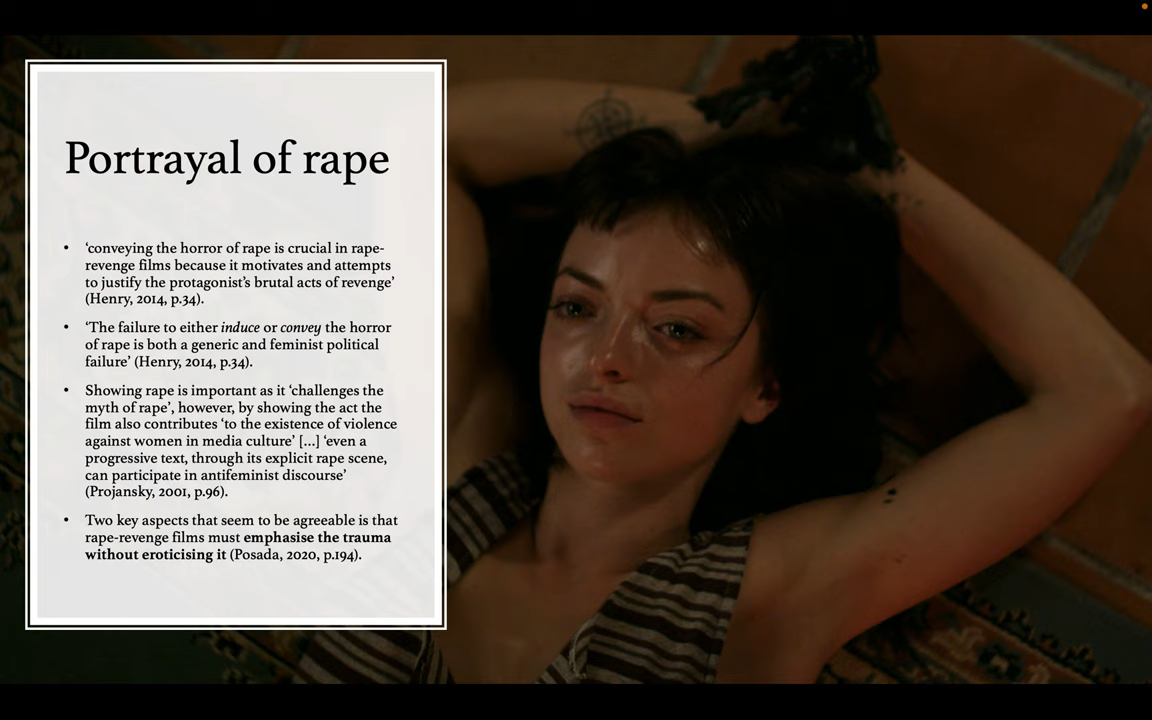 Portrayal of rape
• ‘conveying the horror of rape is crucial in rape-
revenge films because it motivates and attempts
to justify the protagonist’s brutal acts of revenge’
(Henry, 2014, p.34).
• ‘The failure to either induce or convey the horror
of rape is both a generic and feminist political
failure’ (Henry, 2014, p.34).
• Showing rape is important as it ‘challenges the
myth of rape’, however, by showing the act the
film also contributes ‘to the existence of violence
against women in media culture’ [...] ‘even a
progressive text, through its explicit rape scene,
can participate in antifeminist discourse’
(Projansky, 2001, p.96).
• Two key aspects that seem to be agreeable is that
rape-revenge films must emphasise the trauma
without eroticising it (Posada, 2020, p.194).